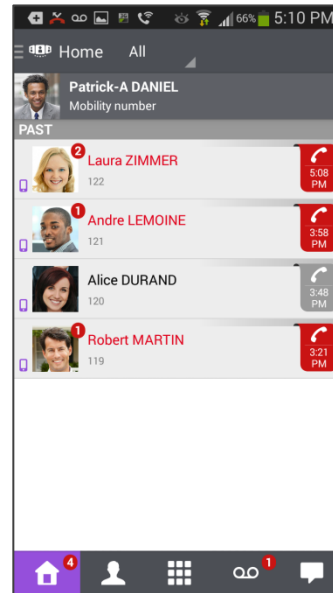 66% 5:10 PM
Home All
Patrick-A DANIEL
Mobility number
PAST
2
Laura ZIMMER
122
5:08
PM
1
Andre LEMOINE
121
3:58
PM
Alice DURAND
120
3:48
PM
1
Robert MARTIN
119
3:21
PM
4
1